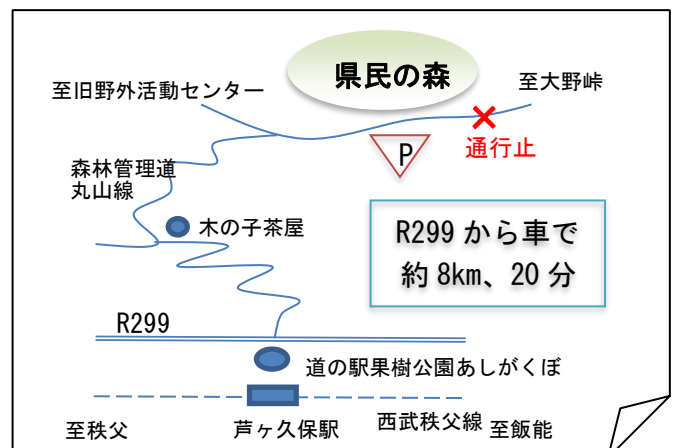 県民の森
至旧野外活動センター
至大野峠
通行止
P
森林管理道
丸山線
木の子茶屋
R299 から車で
約 8km、20 分
R299
道の駅果樹公園あしがくぼ
至秩父
芦ヶ久保駅
西武秩父線
至飯能